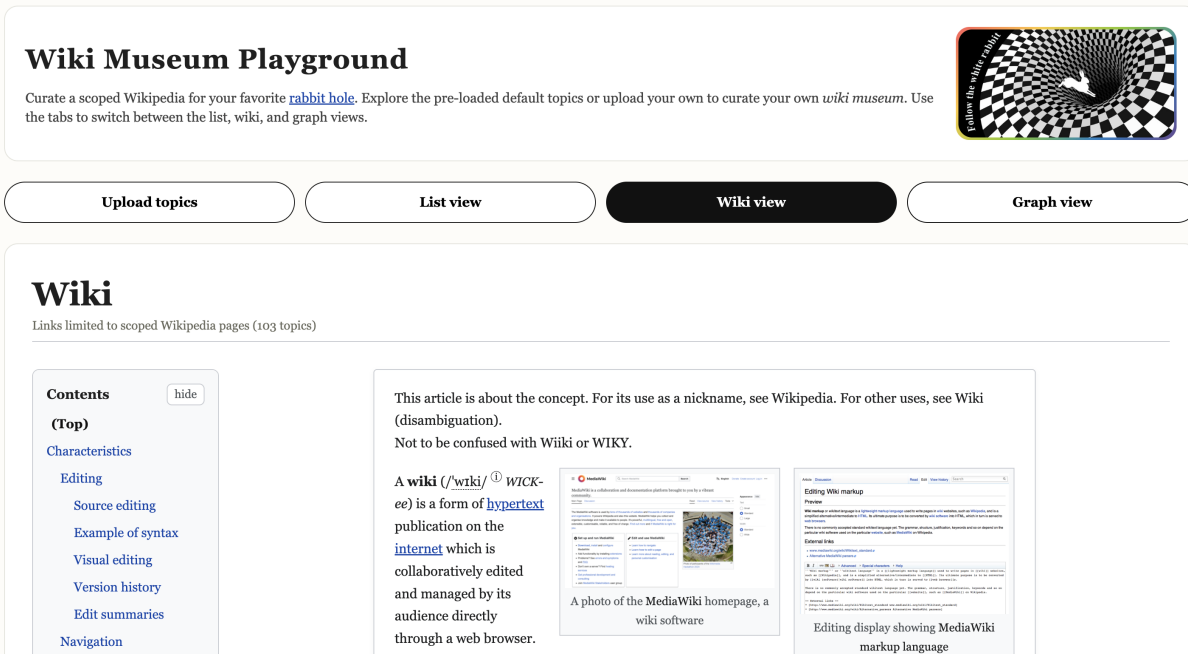 Wiki Museum Playground
Curate a scoped Wikipedia for your favorite rabbit hole. Explore the pre-loaded default topics or upload your own to curate your own wiki museum. Use
the tabs to switch between the list, wiki, and graph views.
Follow the white rabbit
Upload topics
List view
Wiki view
Graph view
Wiki
Links limited to scoped Wikipedia pages (103 topics)
Contents
hide
(Top)
Characteristics
Editing
Source editing
Example of syntax
Visual editing
Version history
Edit summaries
Navigation
This article is about the concept. For its use as a nickname, see Wikipedia. For other uses, see Wiki
(disambiguation).
Not to be confused with Wiiki or WIKY.
A wiki (/ˈwɪki/ ⓘ WICK-
ee) is a form of hypertext
publication on the
internet which is
collaboratively edited
and managed by its
audience directly
through a web browser.
MediaWiki
A photo of the MediaWiki homepage, a
wiki software
Editing Wiki markup
Preview
External links
Editing display showing MediaWiki
markup language